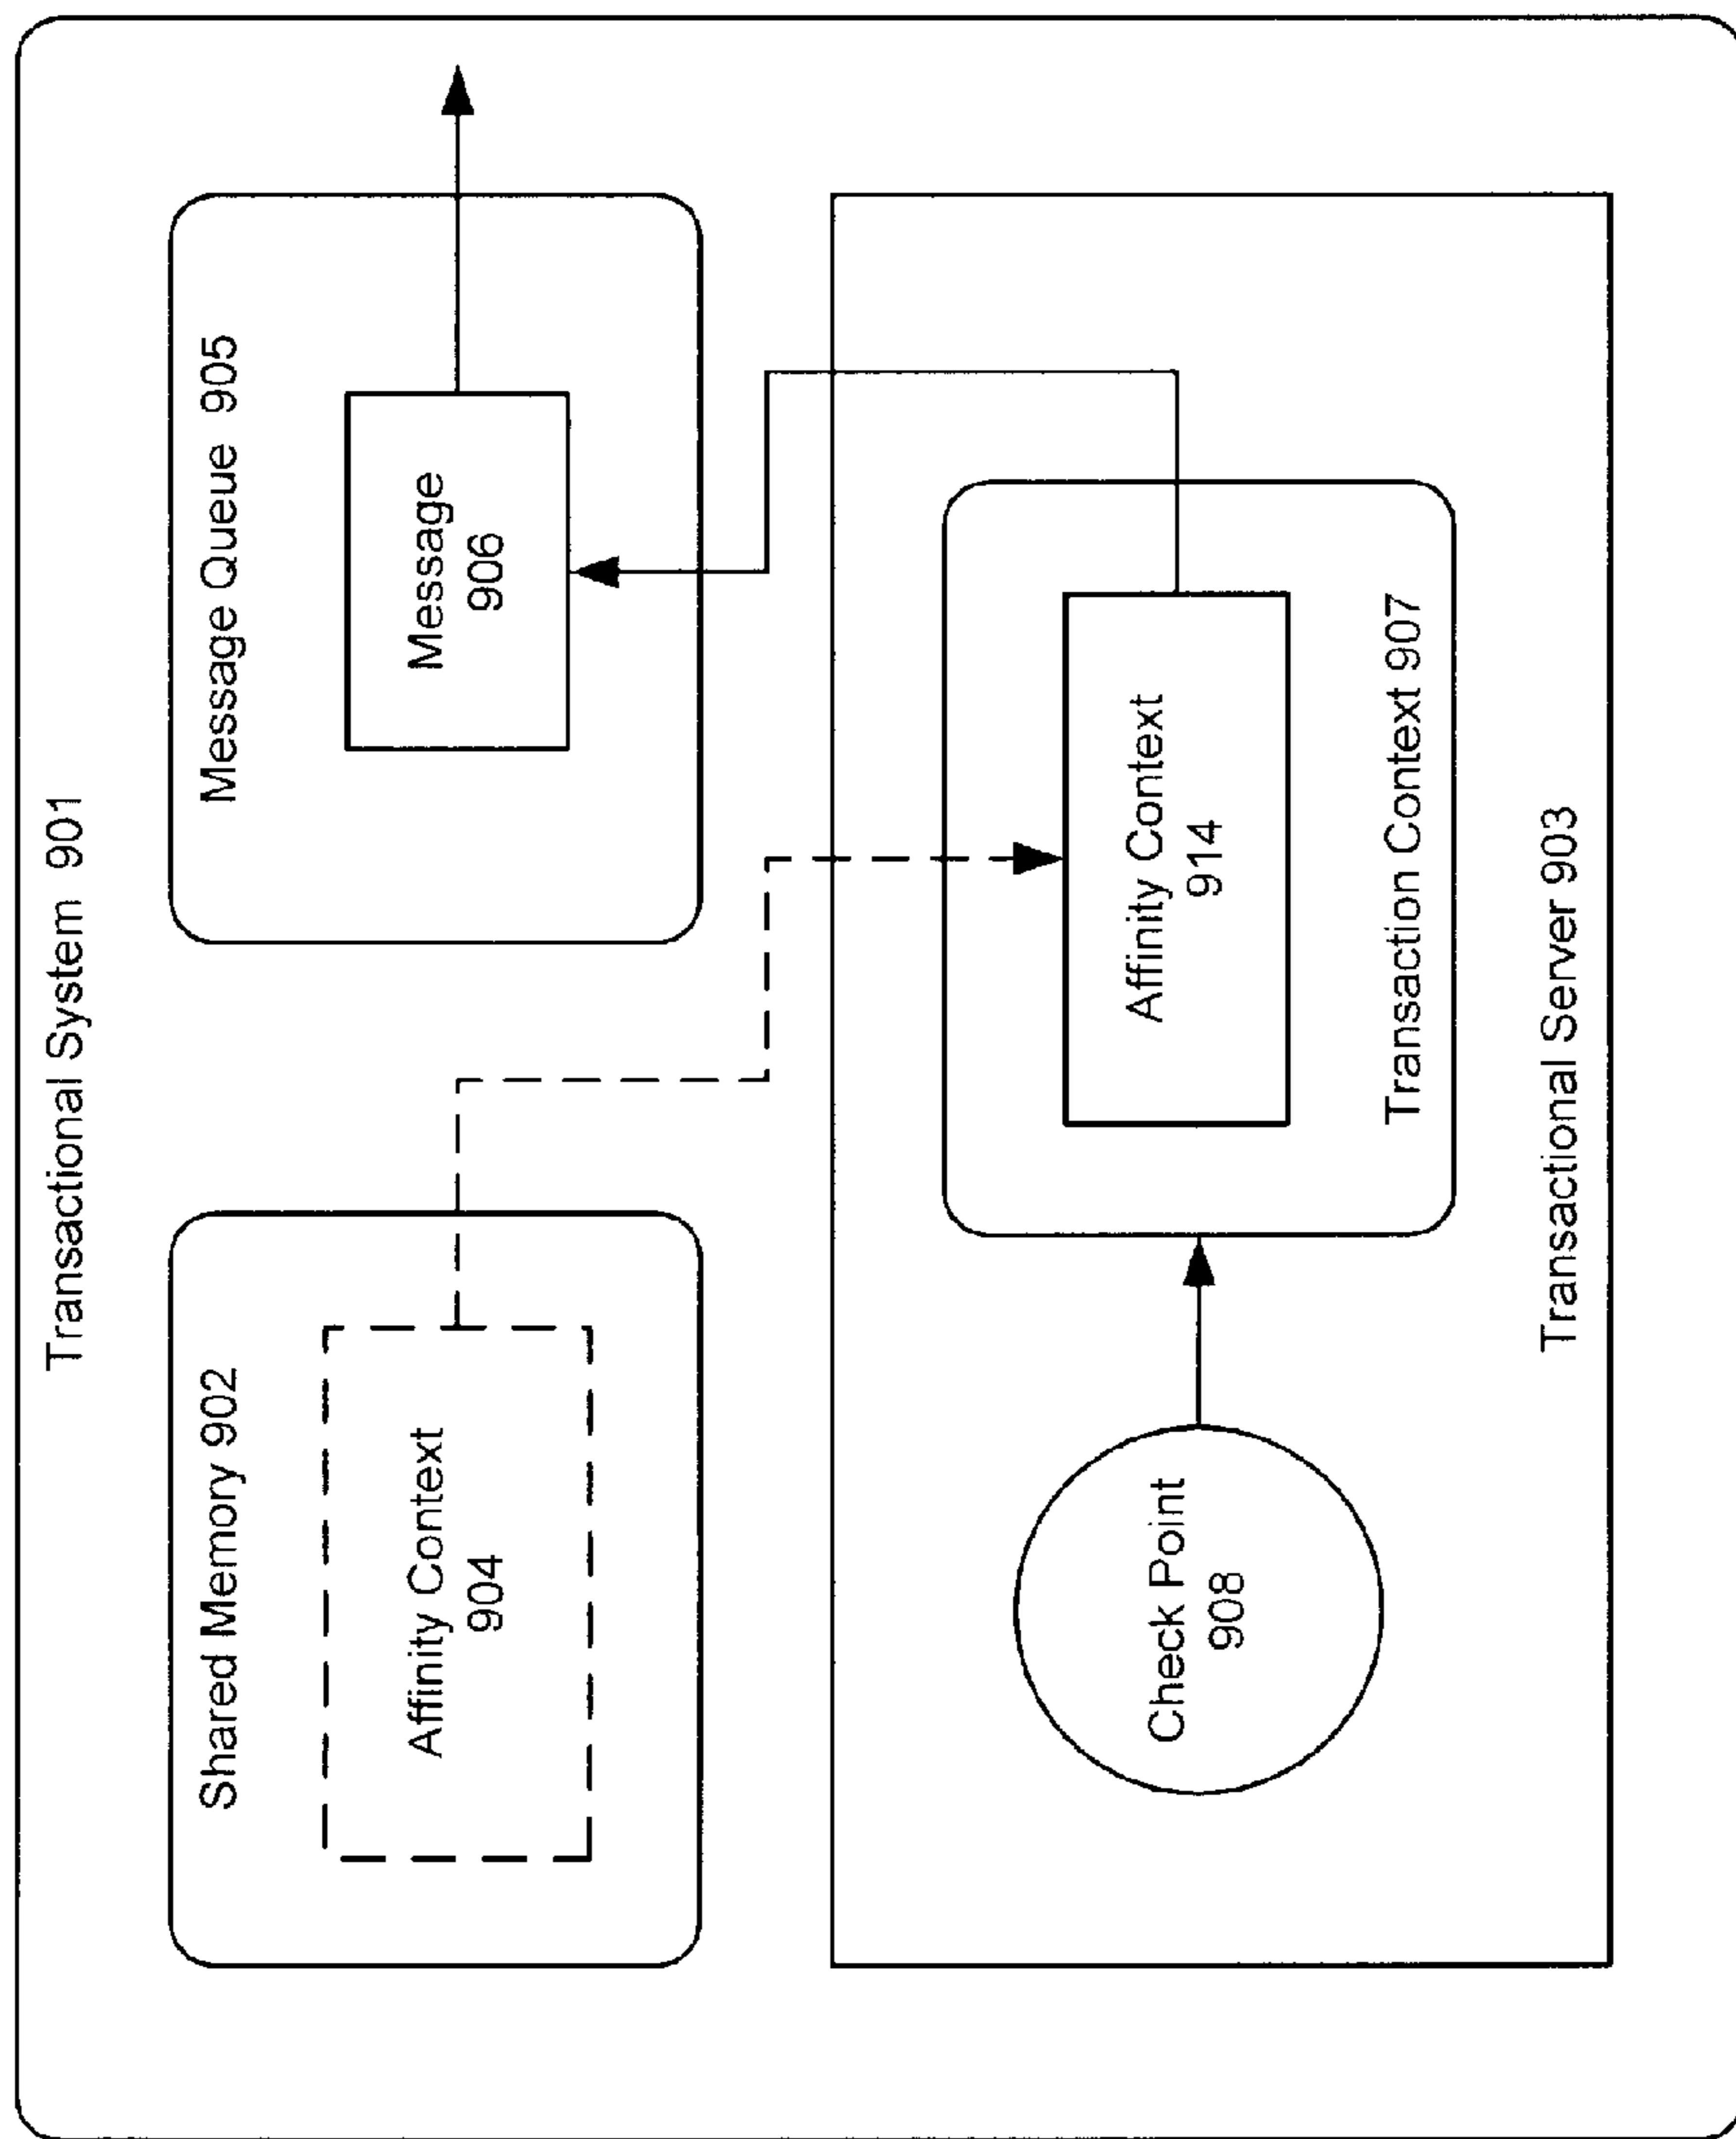 Transactional System 901
Shared Memory 902
Affinity Context
904
Message Queue 905
Message
906
Check Point
908
Affinity Context
914
Transaction Context 907
Transactional Server 903